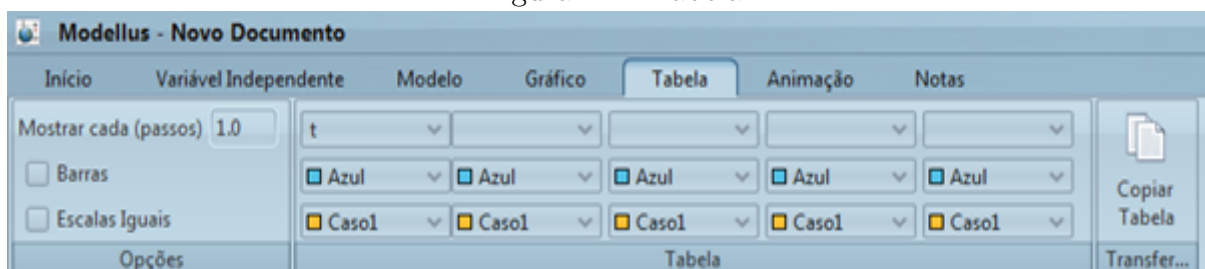 Modellus - Novo Documento
Início Variável Independente Modelo Gráfico Tabela Animação Notas
Mostrar cada (passos) 1.0 t
Barras Azul Azul Azul Azul Azul
Escalas Iguais Caso1 Caso1 Caso1 Caso1 Caso1
Copiar
Tabela
Opções Tabela Transfer...